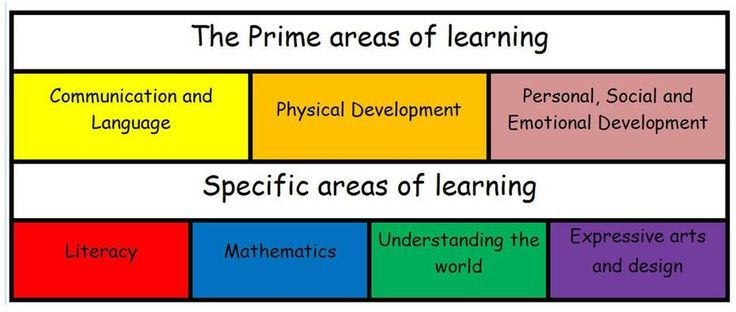 The Prime areas of learning
Communication and
Language
Physical Development
Personal, Social and
Emotional Development
Specific areas of learning
Literacy
Mathematics
Understanding the
world
Expressive arts
and design